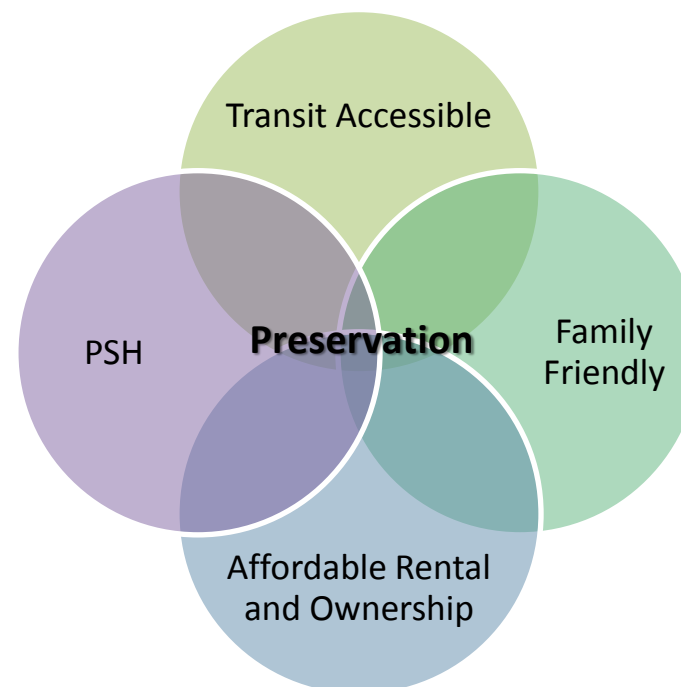 Transit Accessible
Preservation
PSH
Family
Friendly
Affordable Rental
and Ownership